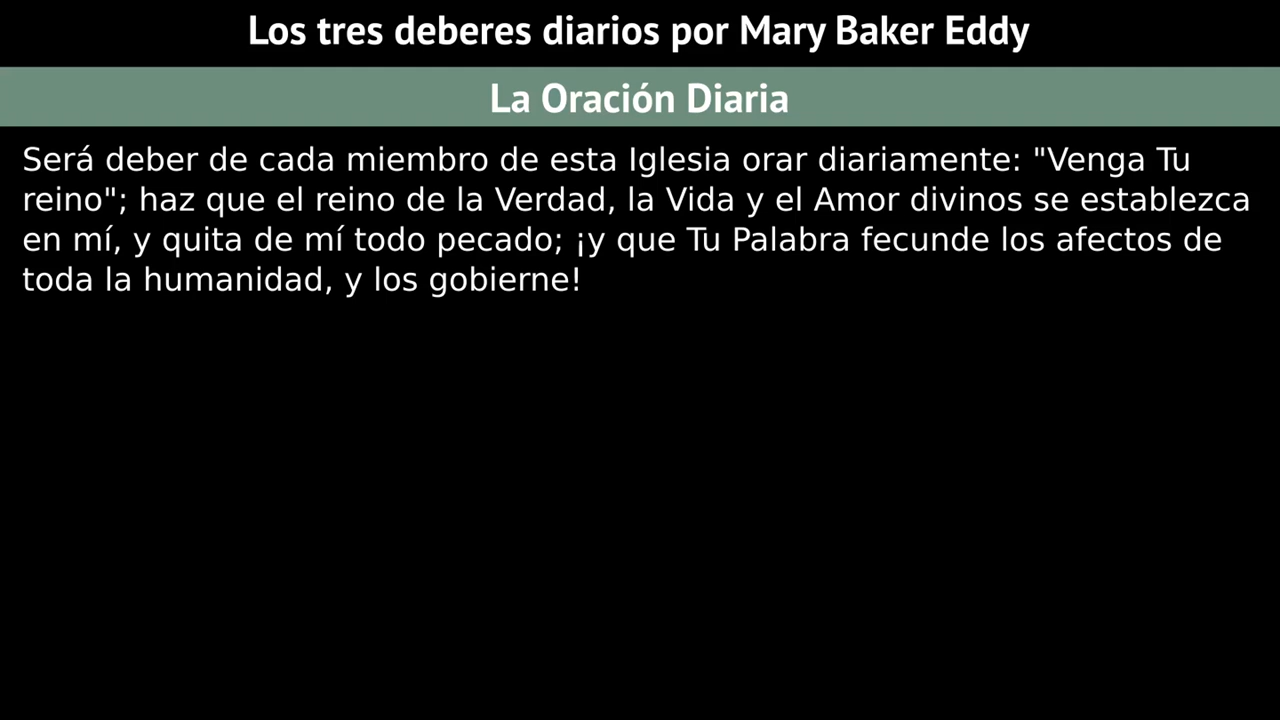 Los tres deberes diarios por Mary Baker Eddy
La Oración Diaria
Será deber de cada miembro de esta Iglesia orar diariamente: "Venga Tu
reino"; haz que el reino de la Verdad, la Vida y el Amor divinos se establezca
en mí, y quita de mí todo pecado; ¡y que Tu Palabra fecunde los afectos de
toda la humanidad, y los gobierne!